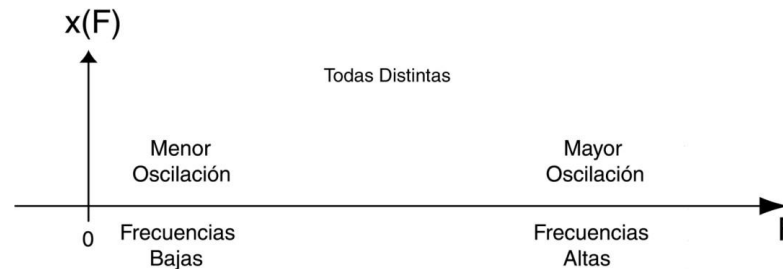 x(F)
Todas Distintas
Menor
Oscilación
Mayor
Oscilación
0
Frecuencias
Bajas
Frecuencias
Altas